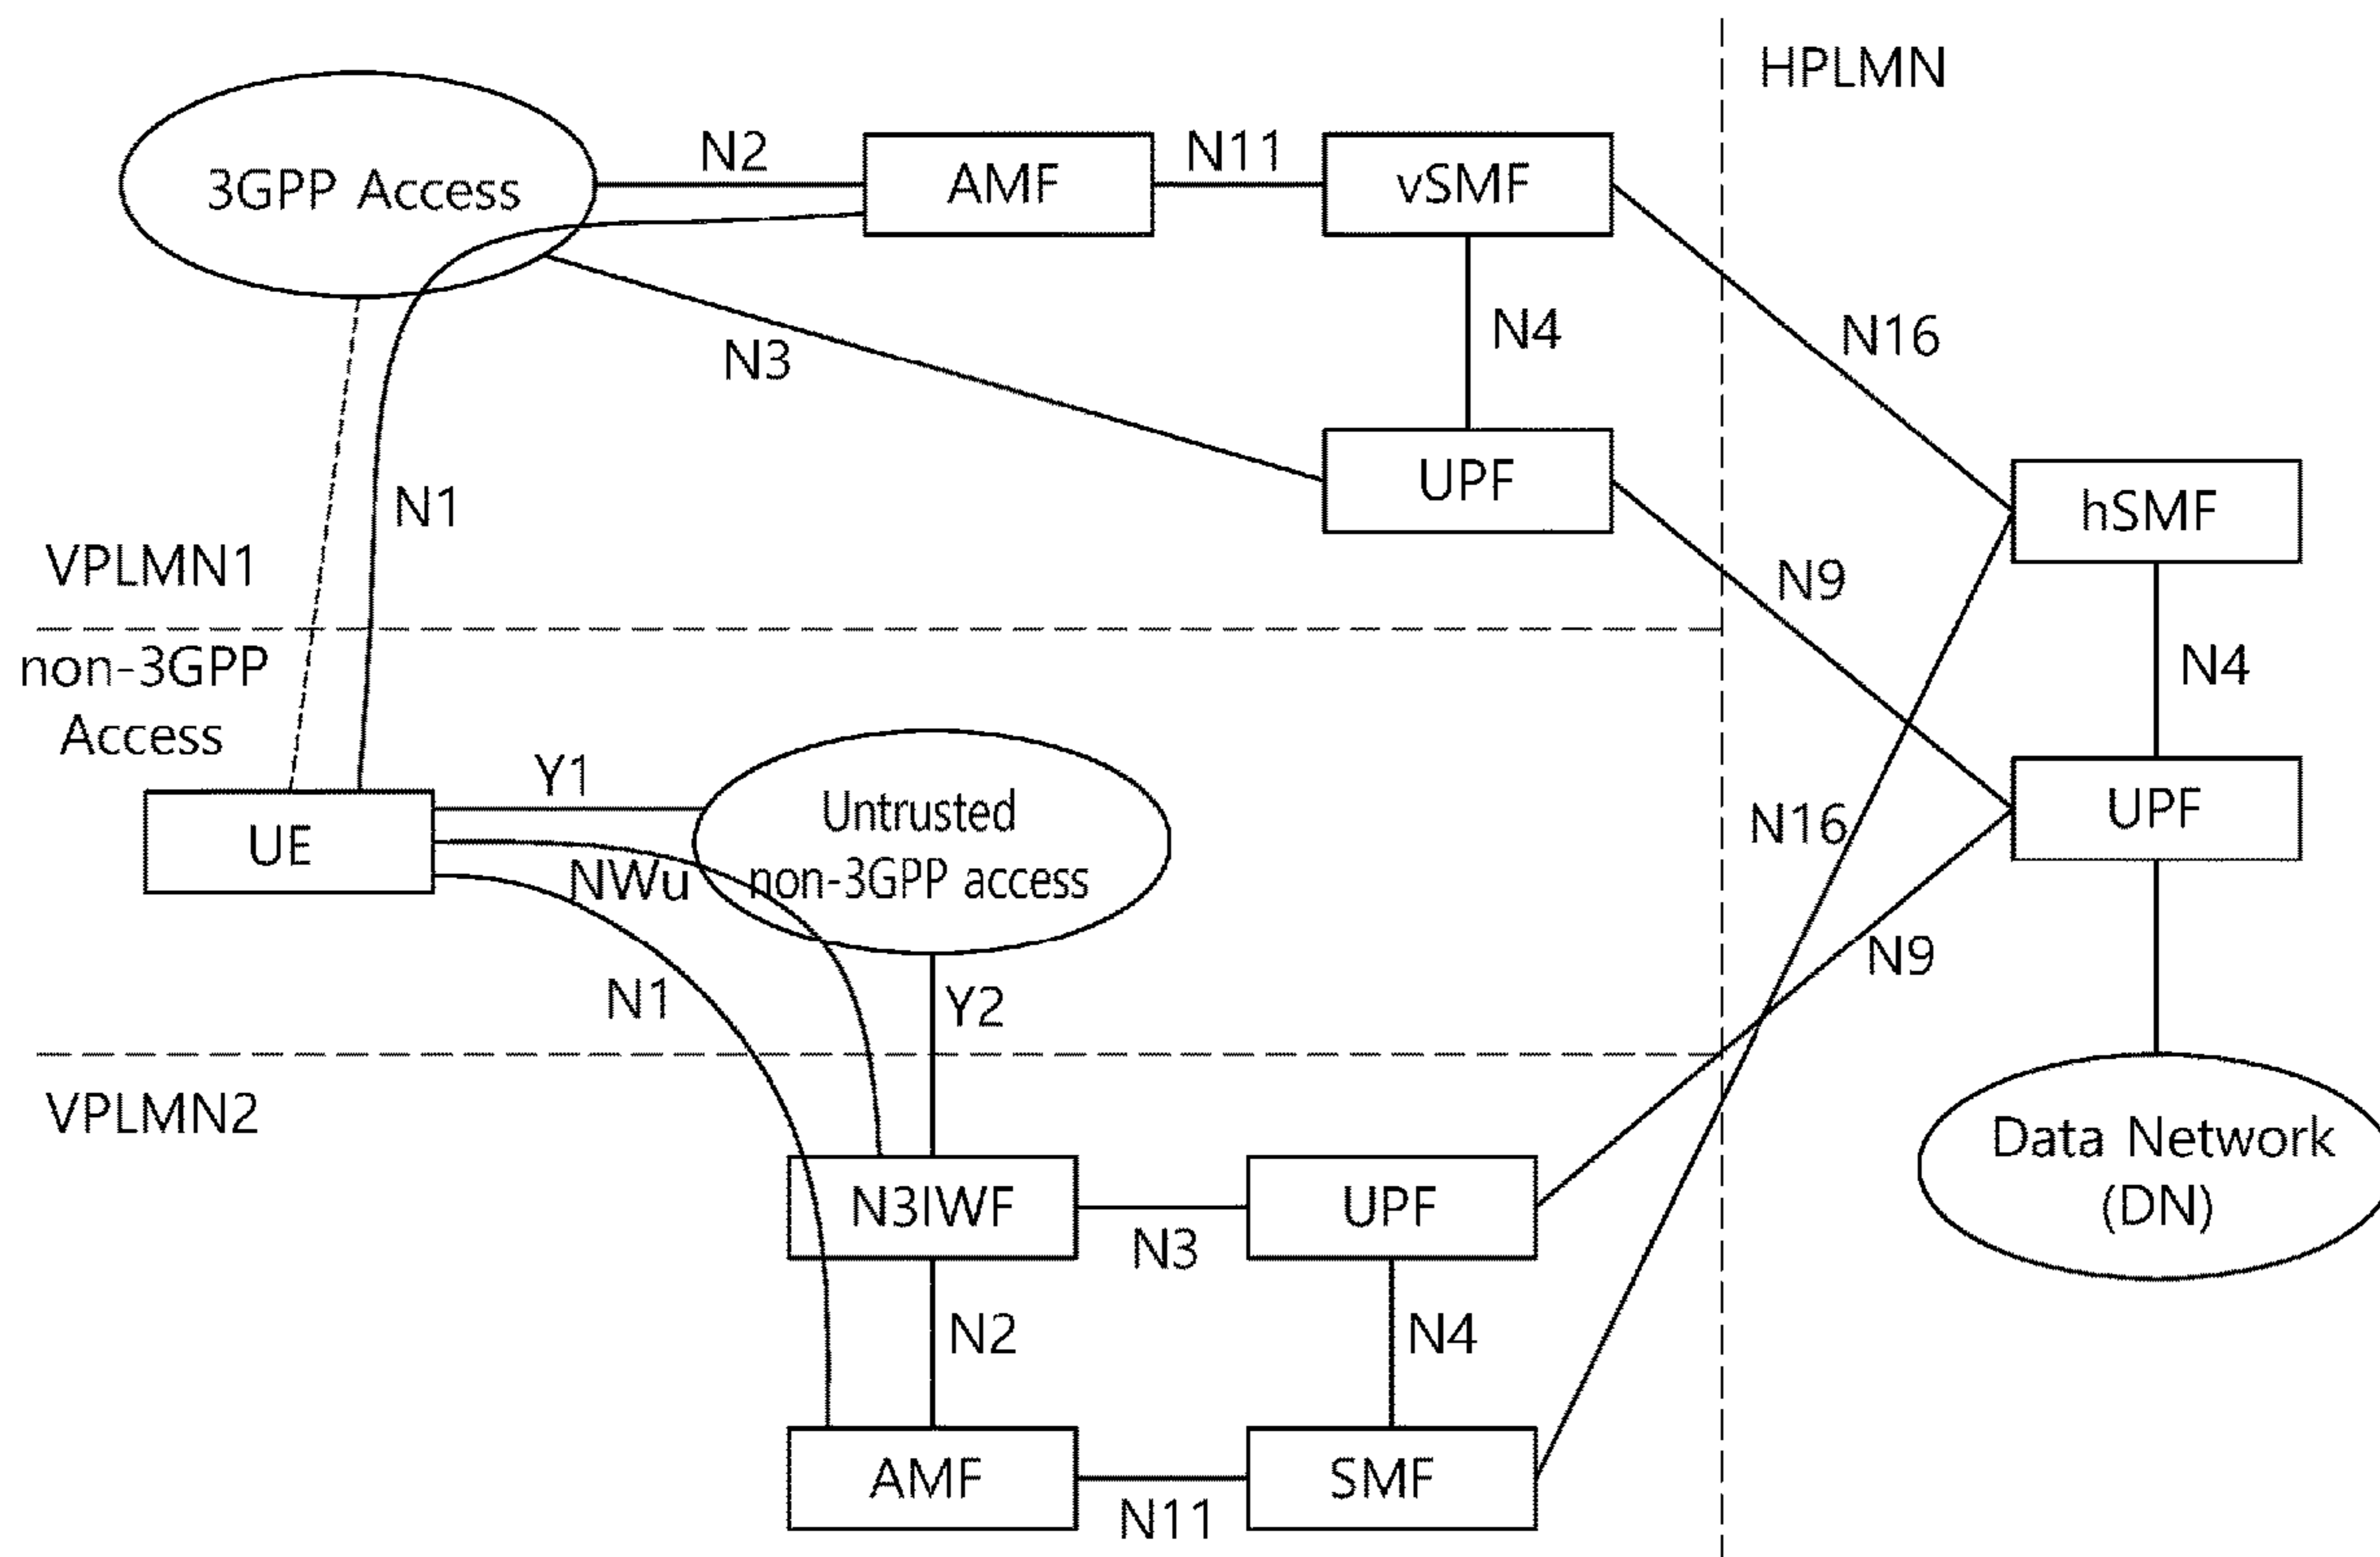 HPLMN
3GPP Access
N2
AMF
N11
vSMF
N16
N3
N4
UPF
hSMF
N1
VPLMN1
N9
non-3GPP
Access
N4
Y1
UE
NWu
Untrusted
non-3GPP access
N16
UPF
N1
Y2
N9
VPLMN2
Data Network
(DN)
N3IWF
N3
UPF
N2
N4
AMF
N11
SMF